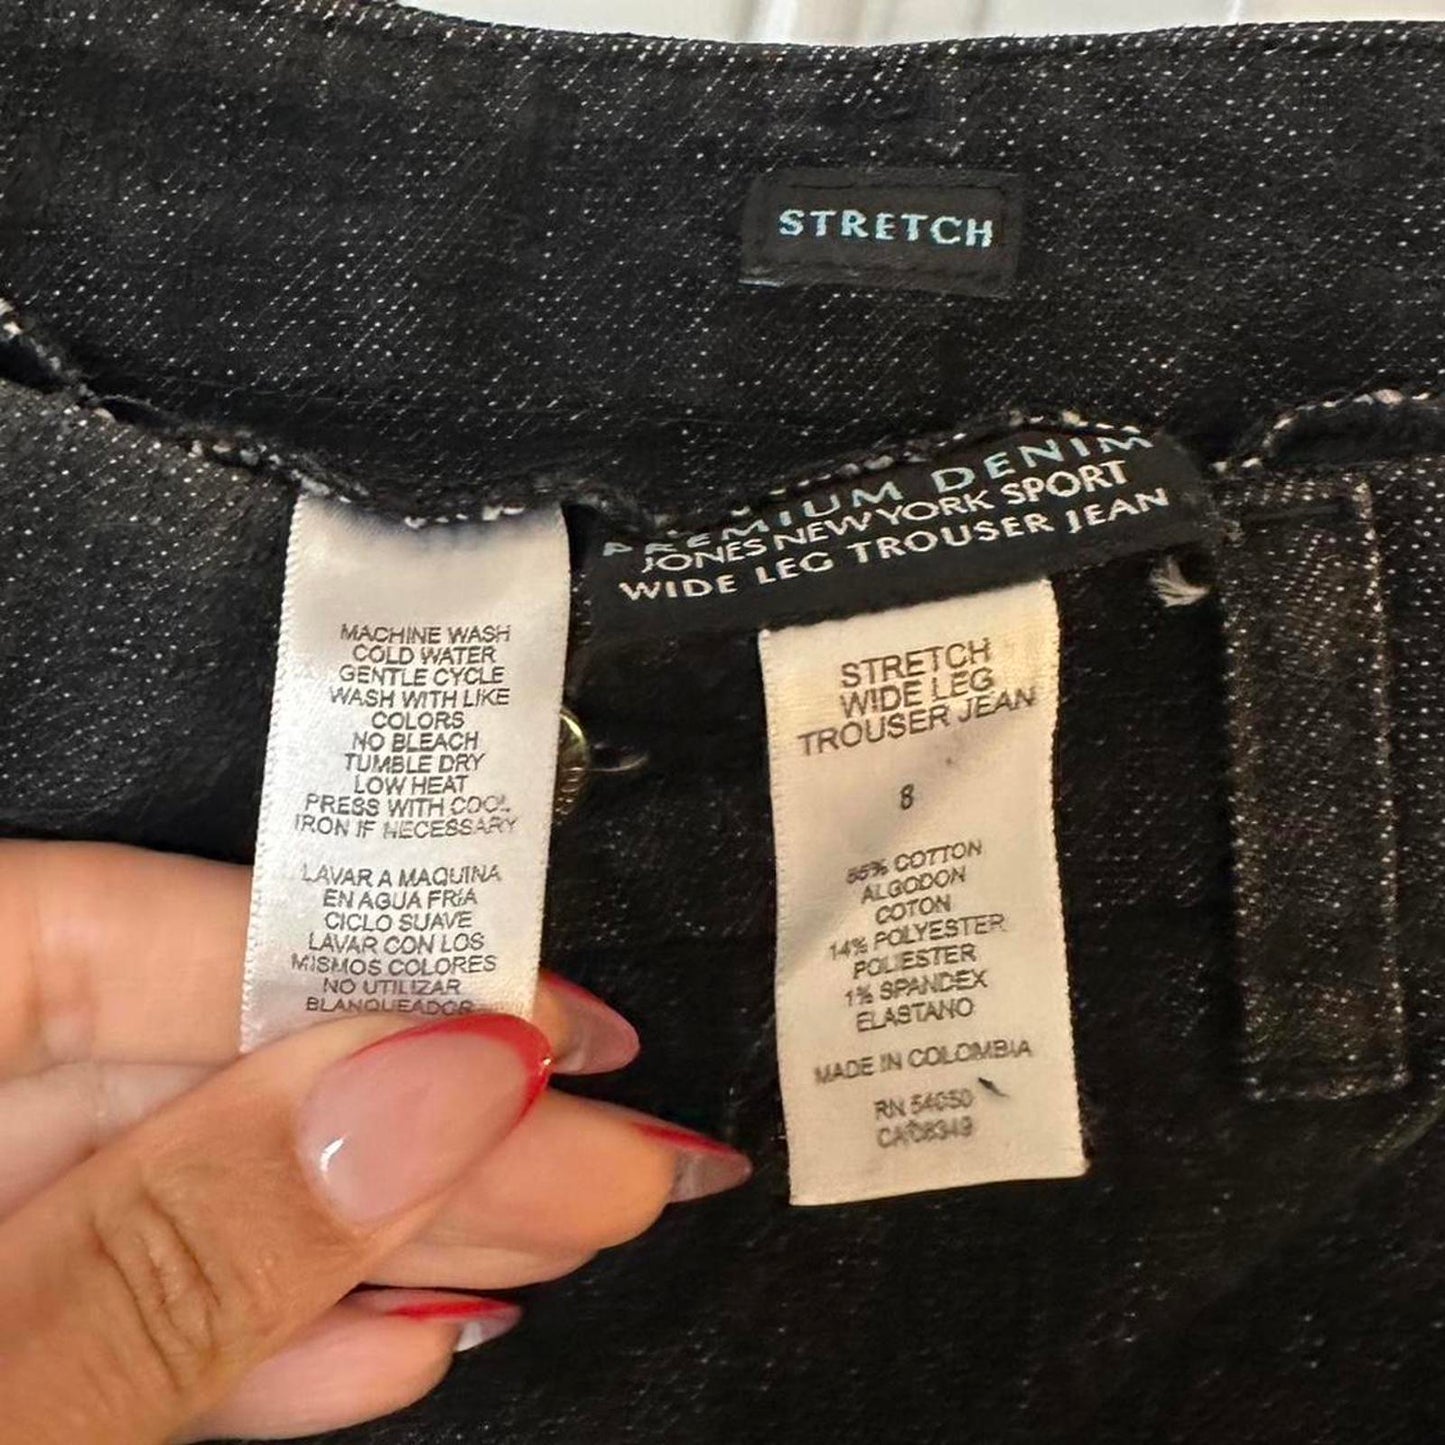 STRETCH
PREMIUM DENIM
JONES NEW YORK SPORT
WIDE LEG TROUSER JEAN
MACHINE WASH
COLD WATER
GENTLE CYCLE
WASH WITH LIKE
COLORS
NO BLEACH
TUMBLE DRY
LOW HEAT
PRESS WITH COOL
IRON IF NECESSARY
LAVAR A MAQUINA
EN AGUA FRÍA
CICLO SUAVE
LAVAR CON LOS
MISMOS COLORES
NO UTILIZAR
BLANQUEADOR
STRETCH
WIDE LEG
TROUSER JEAN
8
85% COTTON
ALGODON
COTON
14% POLYESTER
POLIESTER
1% SPANDEX
ELASTANO
MADE IN COLOMBIA
RN 54050
CA 08349